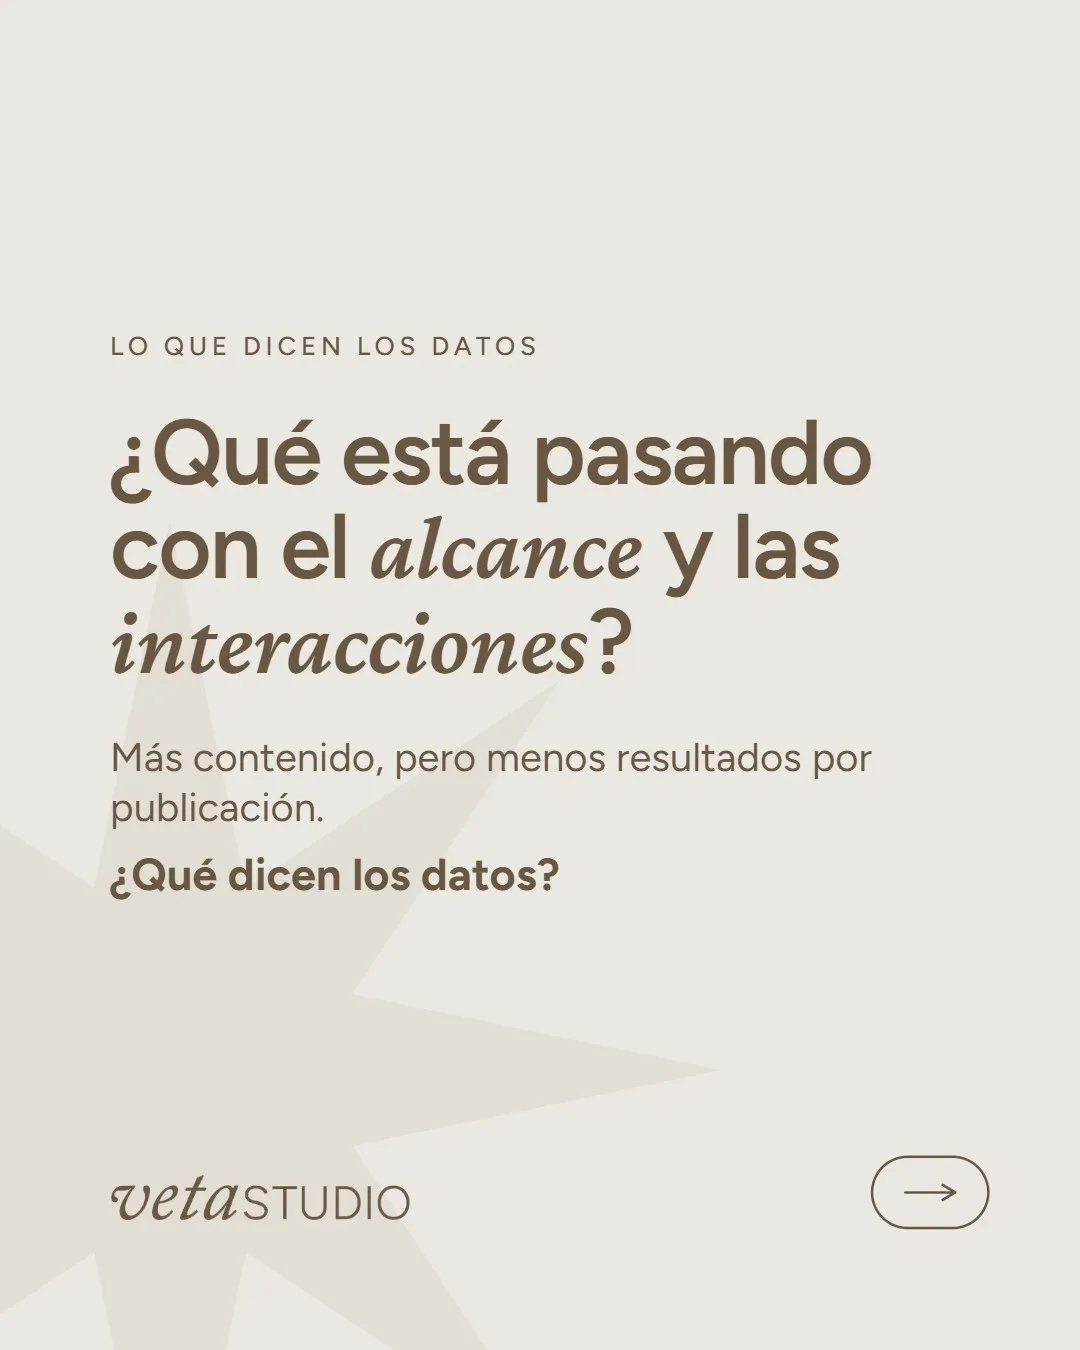 LO QUE DICEN LOS DATOS
¿Qué está pasando
con el alcance y las
interacciones?
Más contenido, pero menos resultados por
publicación.
¿Qué dicen los datos?
vetaSTUDIO